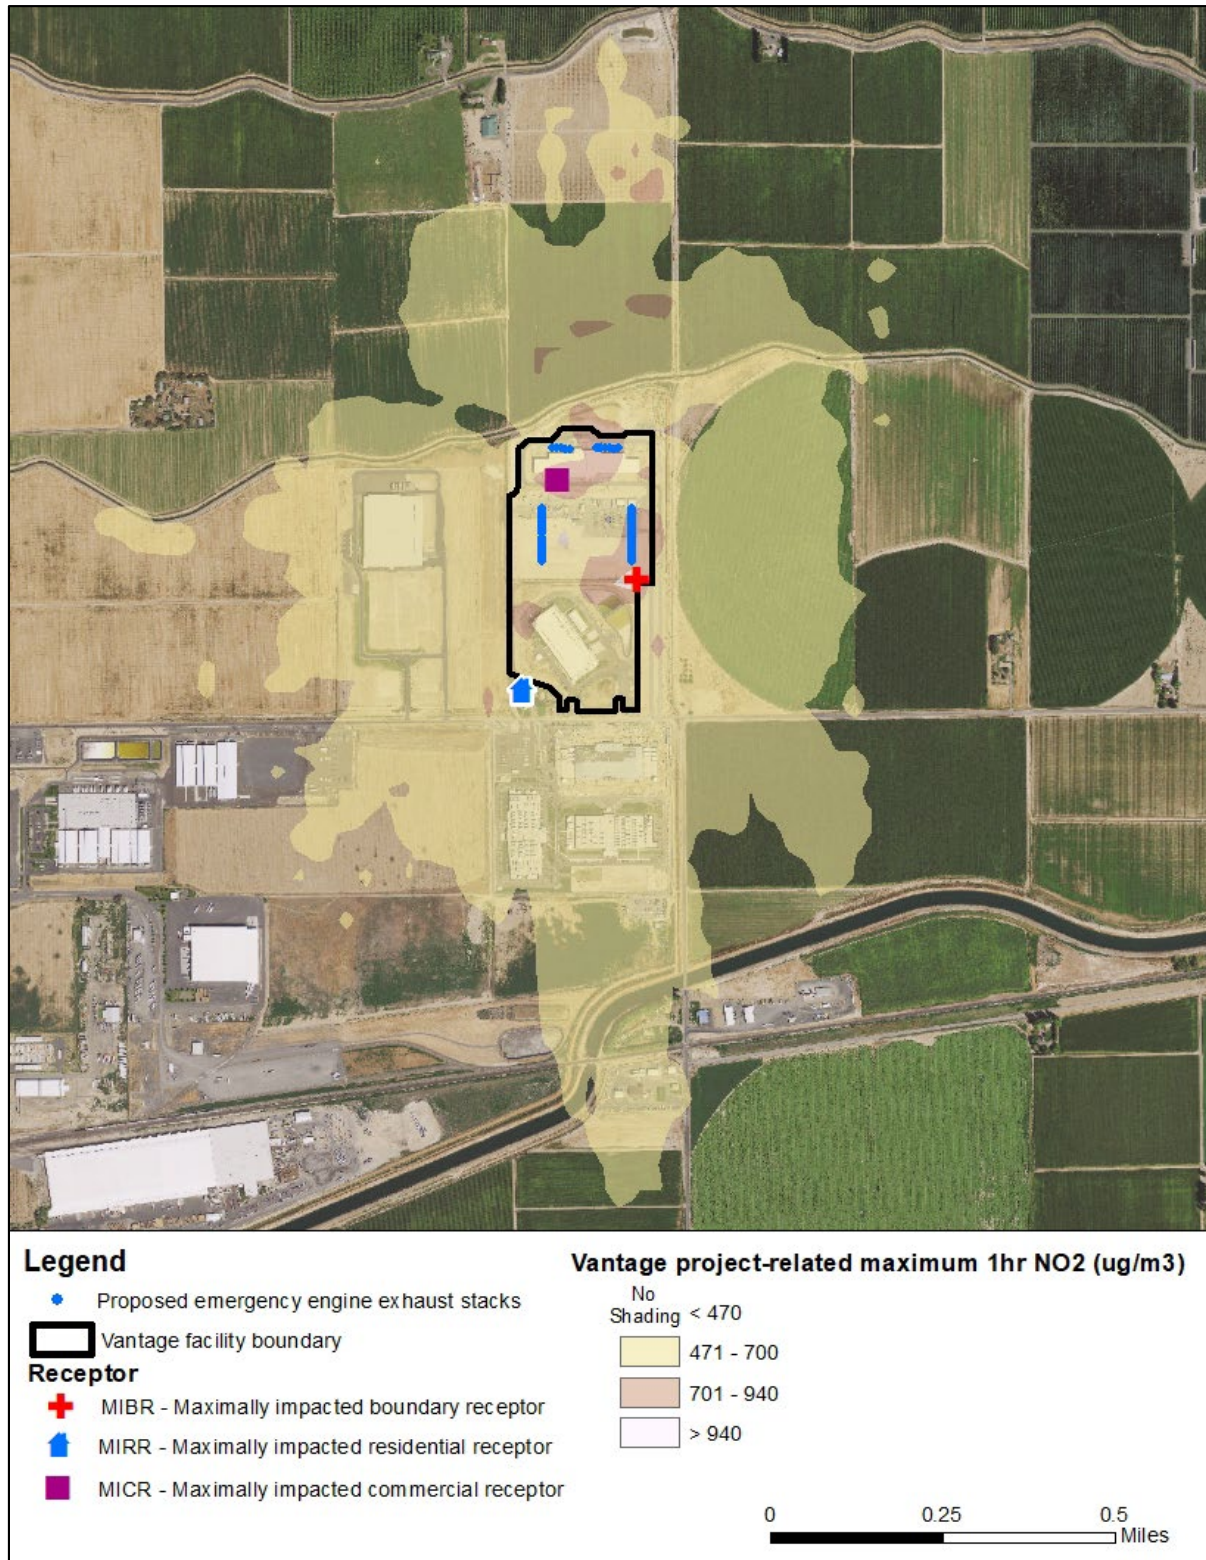 Legend
Proposed emergency engine exhaust stacks
Vantage facility boundary
Receptor
MIBR - Maximally impacted boundary receptor
MIRR - Maximally impacted residential receptor
MICR - Maximally impacted commercial receptor
Vantage project-related maximum 1hr NO2 (ug/m3)
No
Shading < 470
471 - 700
701 - 940
> 940
0 0.25 0.5
Miles